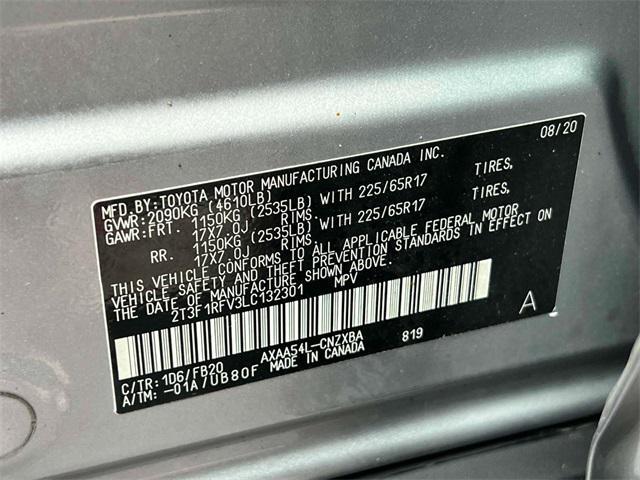 08/20
MFD.BY:TOYOTA MOTOR MANUFACTURING CANADA INC.
GVWR:2090KG (4610LB)
GAWR:FRT. 1150KG (2535LB) WITH 225/65R17 TIRES,
17X7.0J RIMS.
RR. 1150KG (2535LB) WITH 225/65R17 TIRES,
17X7.0J RIMS.
THIS VEHICLE CONFORMS TO ALL APPLICABLE FEDERAL MOTOR
VEHICLE SAFETY AND THEFT PREVENTION STANDARDS IN EFFECT ON
THE DATE OF MANUFACTURE SHOWN ABOVE.
2T3F1RFV3LC132301 MPV
A
AXAA54L-CNZXBA 819
C/TR:1D6/FB20 MADE IN CANADA
A/TM:-01A/UB80F